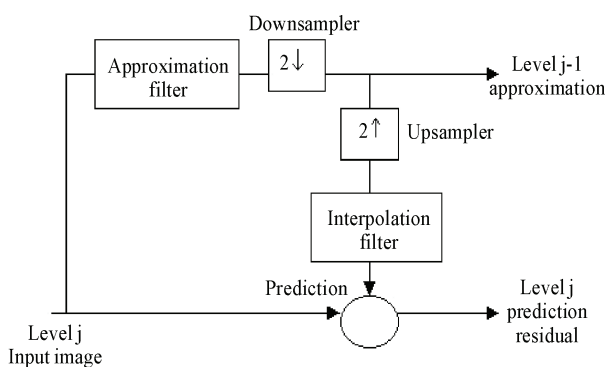 Downsampler
Approximation
filter
2↓
Level j-1
approximation
2↑
Upsampler
Interpolation
filter
Prediction
Level j
prediction
residual
Level j
Input image